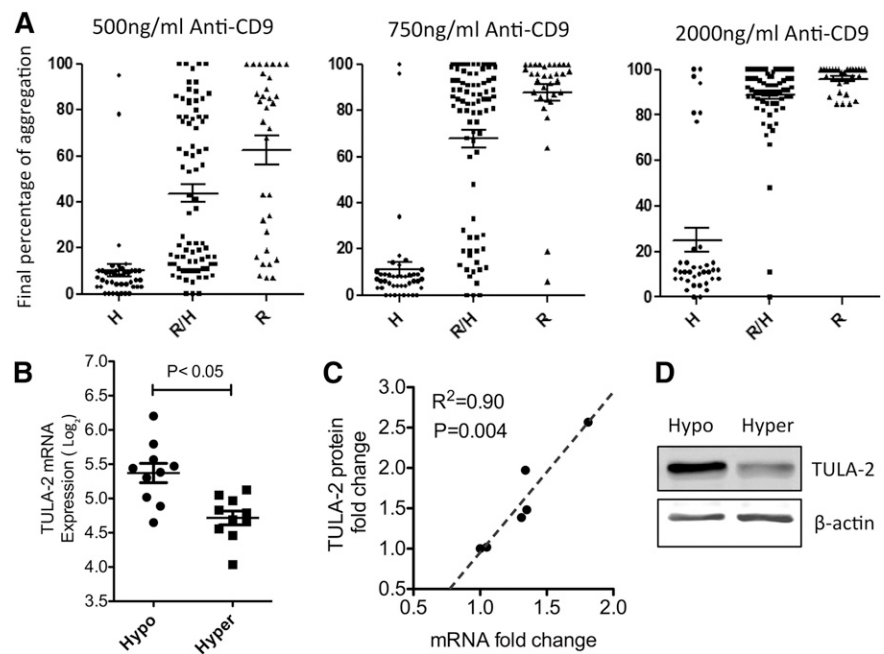 A
500ng/ml Anti-CD9
750ng/ml Anti-CD9
2000ng/ml Anti-CD9
Final percentage of aggregation
100
80
60
40
20
0
H
R/H
R
100
80
60
40
20
0
H
R/H
R
100
80
60
40
20
0
H
R/H
R
B
P< 0.05
TULA-2 mRNA
Expression ( Log2)
7.0
6.5
6.0
5.5
5.0
4.5
4.0
3.5
Hypo
Hyper
C
R²=0.90
P=0.004
TULA-2 protein
fold change
3.0
2.5
2.0
1.5
1.0
0.5
0.5
1.0
1.5
2.0
mRNA fold change
D
Hypo
Hyper
TULA-2
β-actin